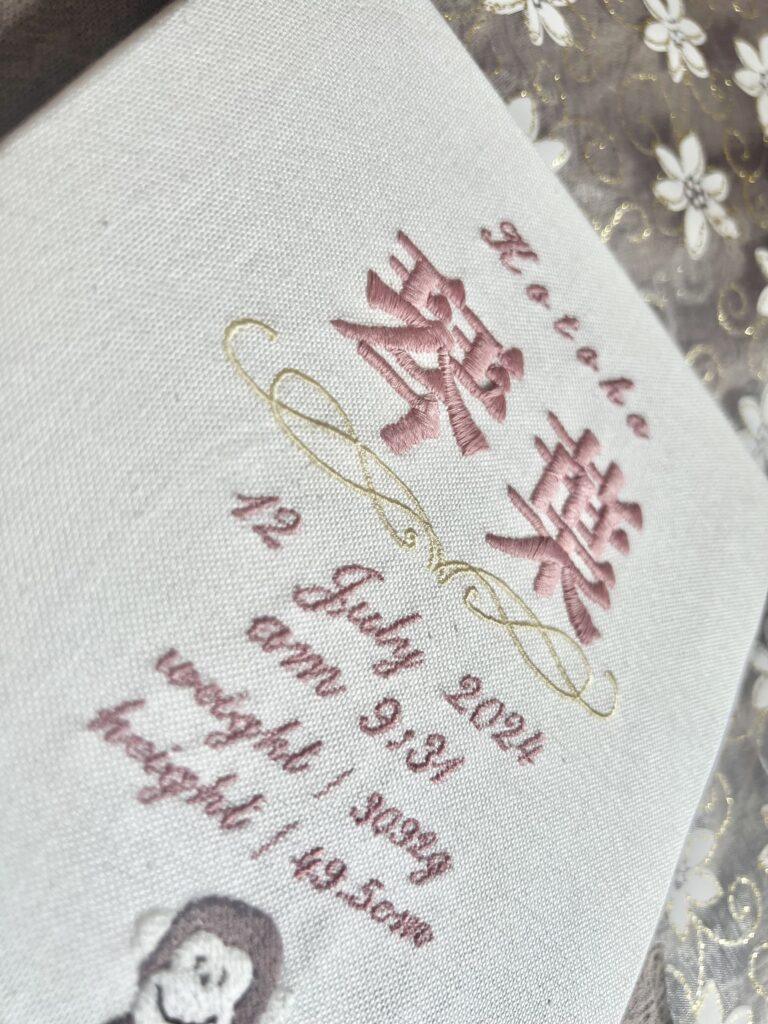 Kotoha
琴葉
12 July 2024
am 9:31
weight / 3092g
height / 49.5cm